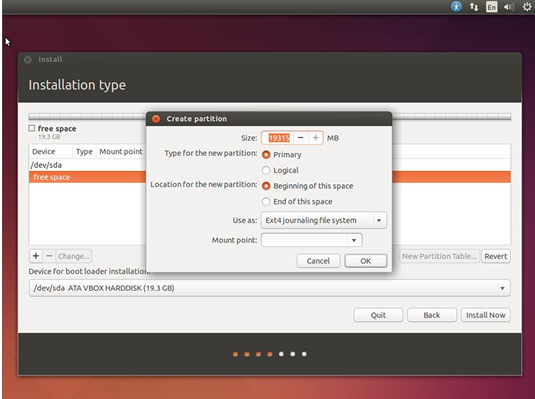 En
Install
Installation type
free space
19.3 GB
Device Type Mount point
/dev/sda
free space
+ − Change...
New Partition Table... Revert
Device for boot loader installation:
/dev/sda ATA VBOX HARDDISK (19.3 GB)
Quit Back Install Now
Create partition
Size: 19315 − + MB
Type for the new partition: Primary
Logical
Location for the new partition: Beginning of this space
End of this space
Use as: Ext4 journaling file system
Mount point:
Cancel OK